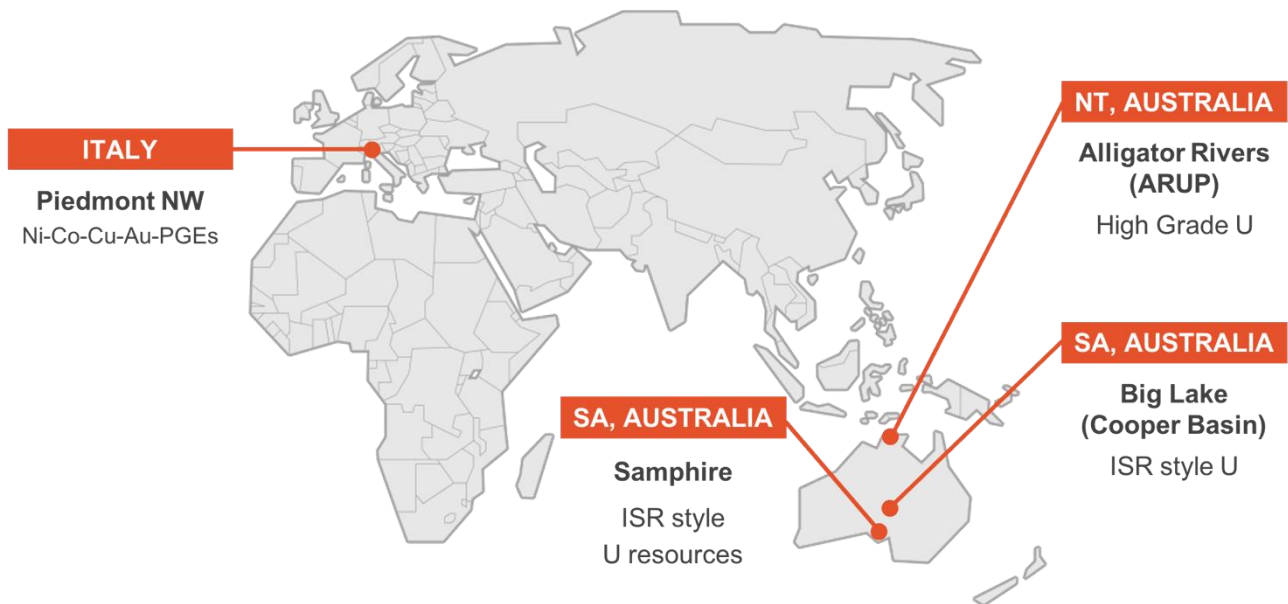 ITALY
Piedmont NW
Ni-Co-Cu-Au-PGEs
NT, AUSTRALIA
Alligator Rivers
(ARUP)
High Grade U
SA, AUSTRALIA
Big Lake
(Cooper Basin)
ISR style U
SA, AUSTRALIA
Samphire
ISR style
U resources